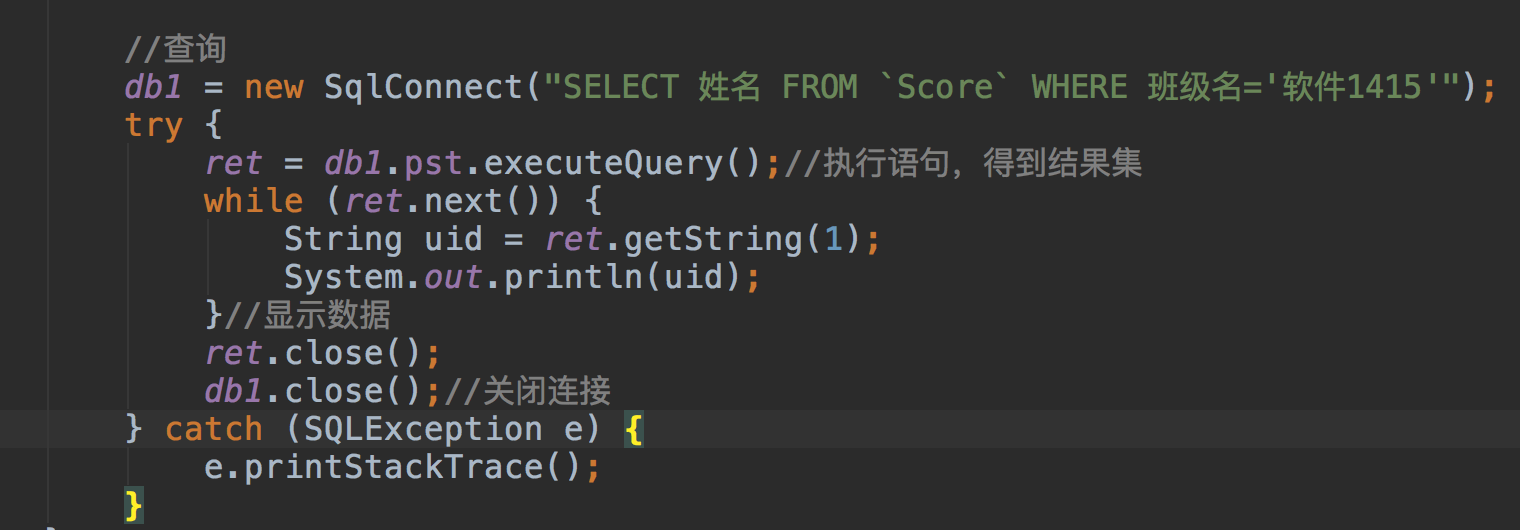 //查询
db1 = new SqlConnect("SELECT 姓名 FROM `Score` WHERE 班级名='软件1415'");
try {
ret = db1.pst.executeQuery();//执行语句，得到结果集
while (ret.next()) {
String uid = ret.getString(1);
System.out.println(uid);
}//显示数据
ret.close();
db1.close();//关闭连接
} catch (SQLException e) {
e.printStackTrace();
}